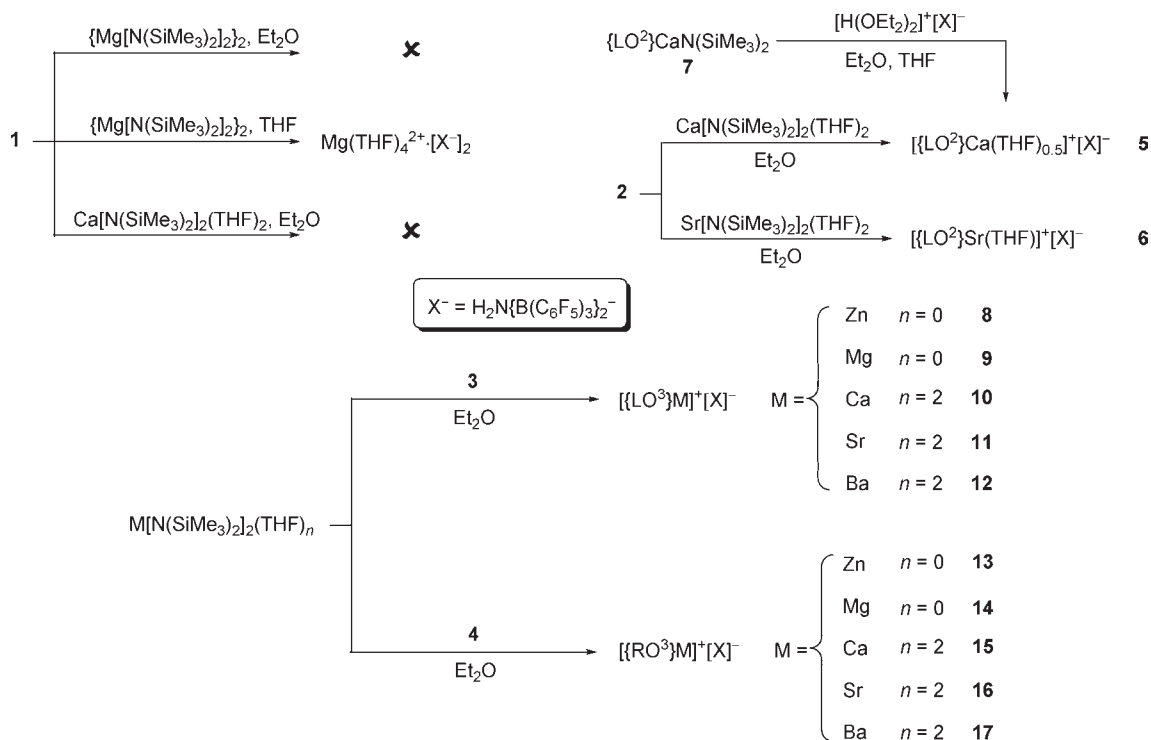 {Mg[N(SiMe₃)₂]₂}₂, Et₂O
✘
1
{Mg[N(SiMe₃)₂]₂}₂, THF
Mg(THF)₄²⁺·[X⁻]₂
Ca[N(SiMe₃)₂]₂(THF)₂, Et₂O
✘
{LO²}CaN(SiMe₃)₂
7
[H(OEt₂)₂]⁺[X]⁻
Et₂O, THF
2
Ca[N(SiMe₃)₂]₂(THF)₂
Et₂O
[{LO²}Ca(THF)₀.₅]⁺[X]⁻ 5
Sr[N(SiMe₃)₂]₂(THF)₂
Et₂O
[{LO²}Sr(THF)]⁺[X]⁻ 6
X⁻ = H₂N{B(C₆F₅)₃}₂⁻
M[N(SiMe₃)₂]₂(THF)ₙ
3
Et₂O
[{LO³}M]⁺[X]⁻ M =
Zn n = 0 8
Mg n = 0 9
Ca n = 2 10
Sr n = 2 11
Ba n = 2 12
4
Et₂O
[{RO³}M]⁺[X]⁻ M =
Zn n = 0 13
Mg n = 0 14
Ca n = 2 15
Sr n = 2 16
Ba n = 2 17